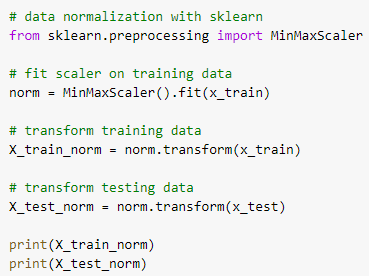 # data normalization with sklearn
from sklearn.preprocessing import MinMaxScaler
# fit scaler on training data
norm = MinMaxScaler().fit(x_train)
# transform training data
X_train_norm = norm.transform(x_train)
# transform testing data
X_test_norm = norm.transform(x_test)
print(X_train_norm)
print(X_test_norm)